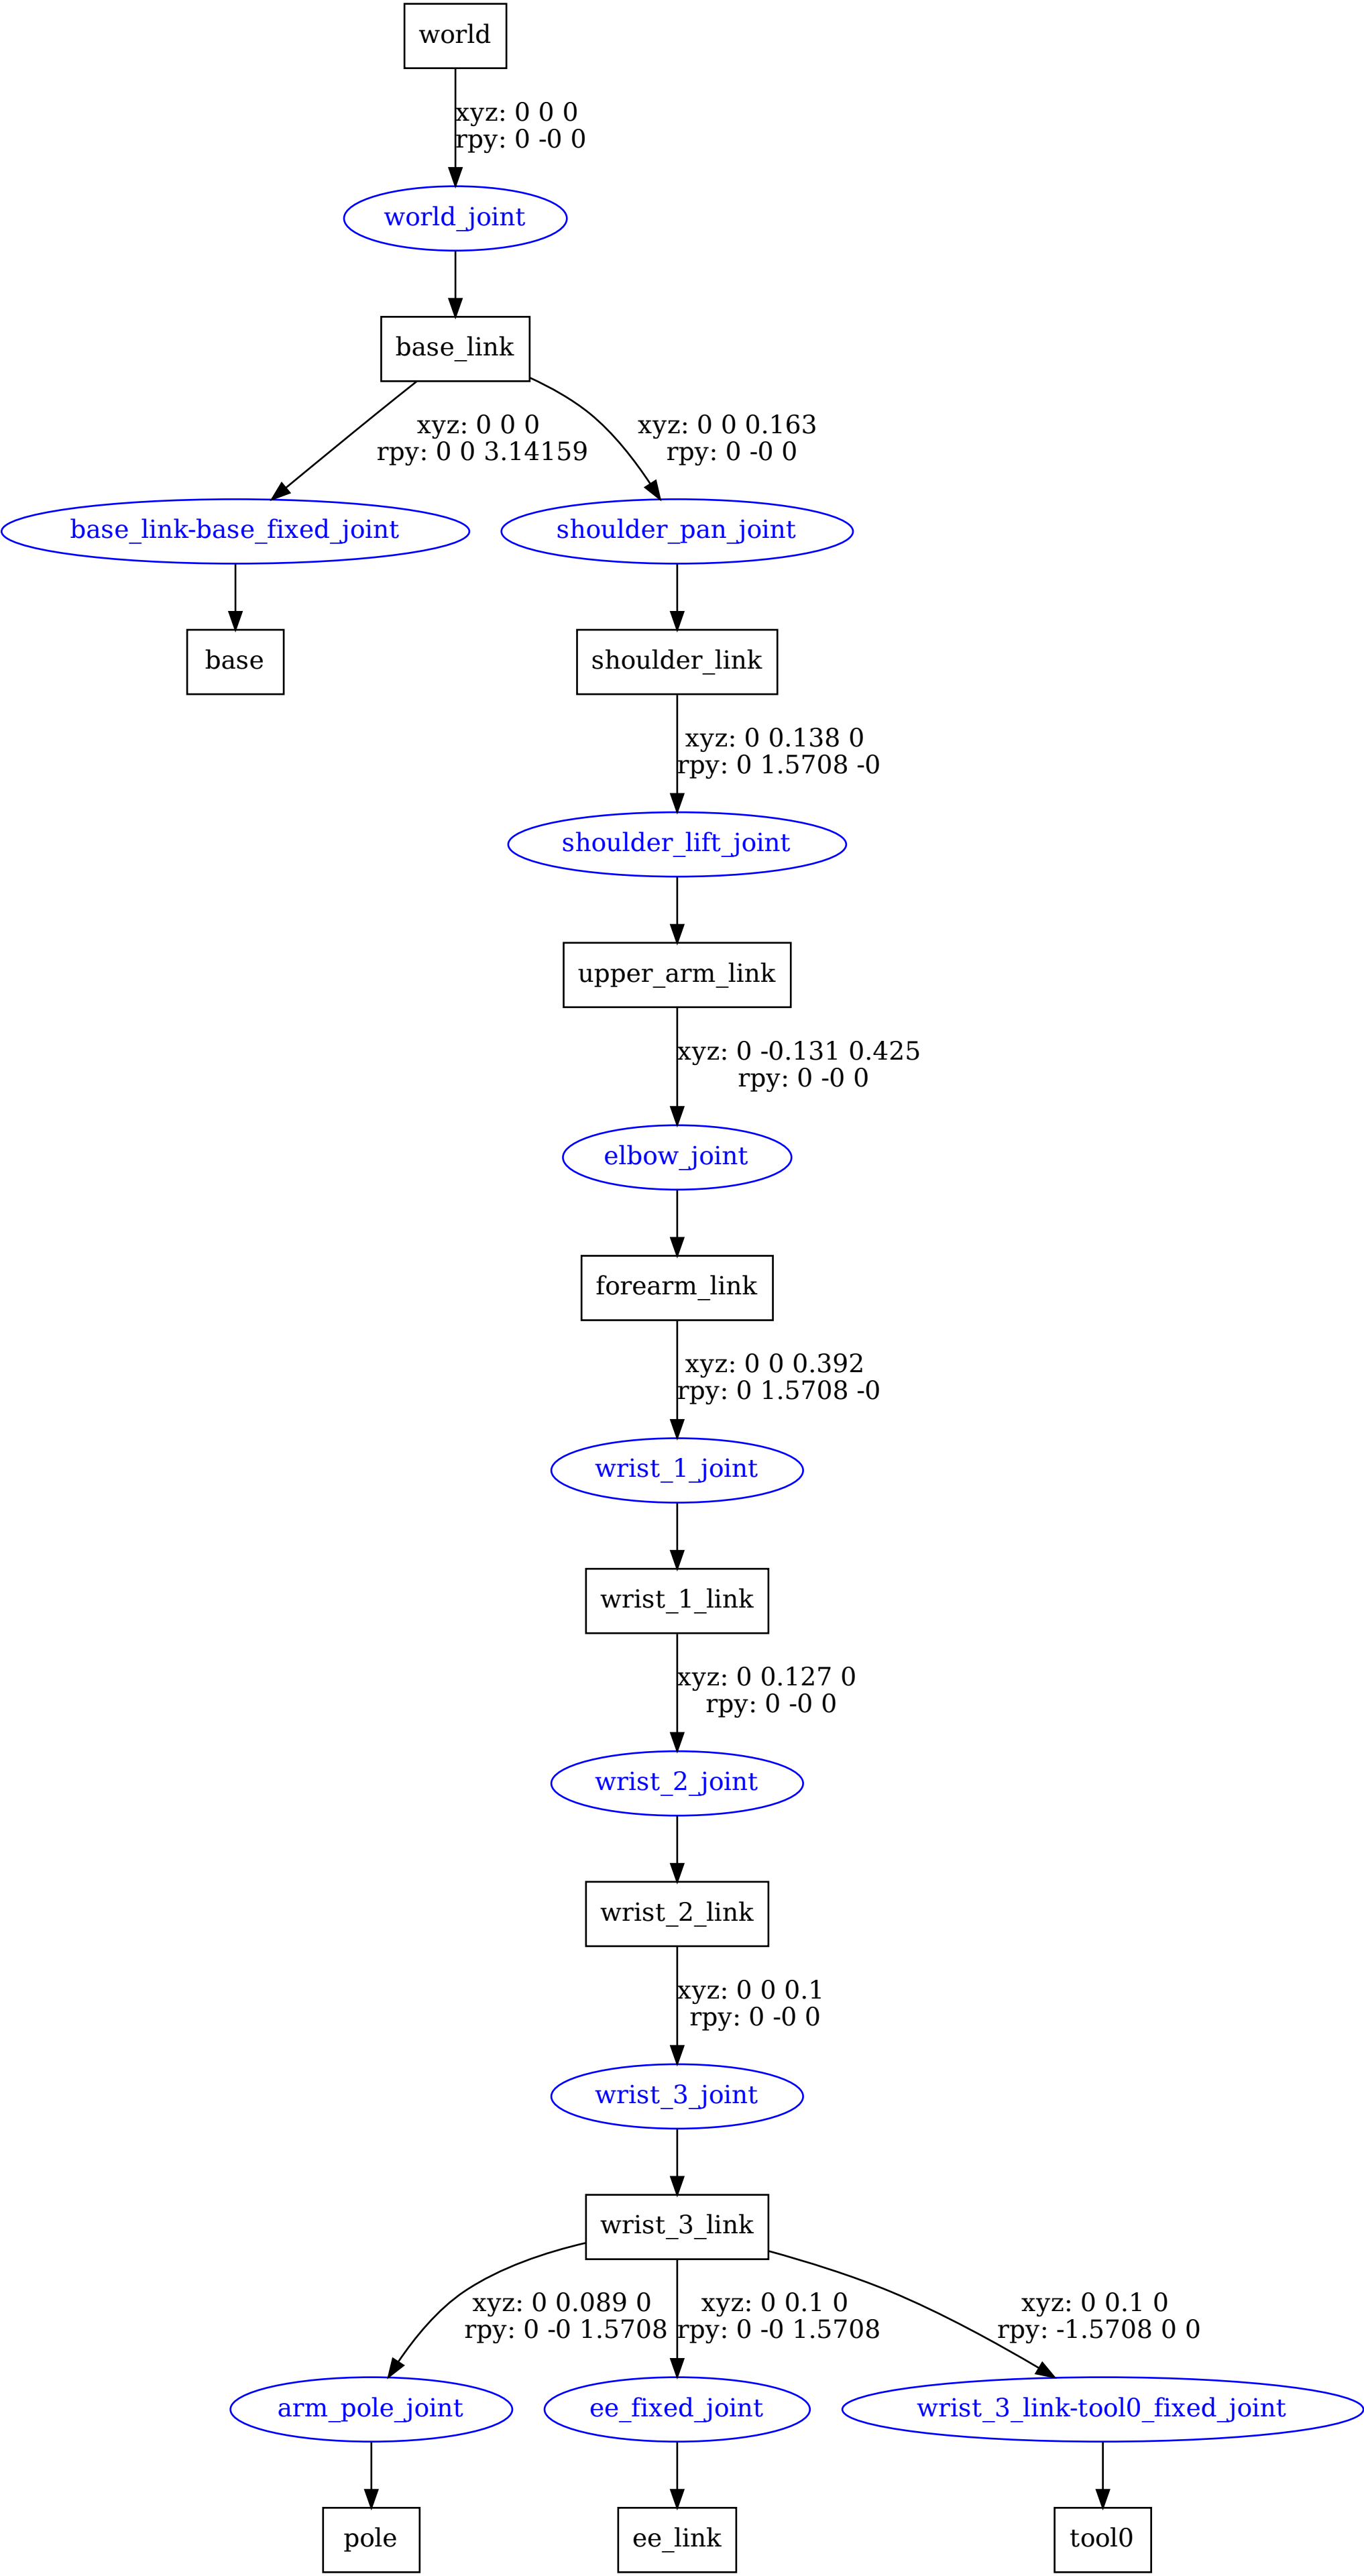 world
xyz: 0 0 0
rpy: 0 -0 0
world_joint
base_link
xyz: 0 0 0
rpy: 0 0 3.14159
xyz: 0 0 0.163
rpy: 0 -0 0
base_link-base_fixed_joint
shoulder_pan_joint
base
shoulder_link
xyz: 0 0.138 0
rpy: 0 1.5708 -0
shoulder_lift_joint
upper_arm_link
xyz: 0 -0.131 0.425
rpy: 0 -0 0
elbow_joint
forearm_link
xyz: 0 0 0.392
rpy: 0 1.5708 -0
wrist_1_joint
wrist_1_link
xyz: 0 0.127 0
rpy: 0 -0 0
wrist_2_joint
wrist_2_link
xyz: 0 0 0.1
rpy: 0 -0 0
wrist_3_joint
wrist_3_link
xyz: 0 0.089 0
rpy: 0 -0 1.5708
xyz: 0 0.1 0
rpy: 0 -0 1.5708
xyz: 0 0.1 0
rpy: -1.5708 0 0
arm_pole_joint
ee_fixed_joint
wrist_3_link-tool0_fixed_joint
pole
ee_link
tool0